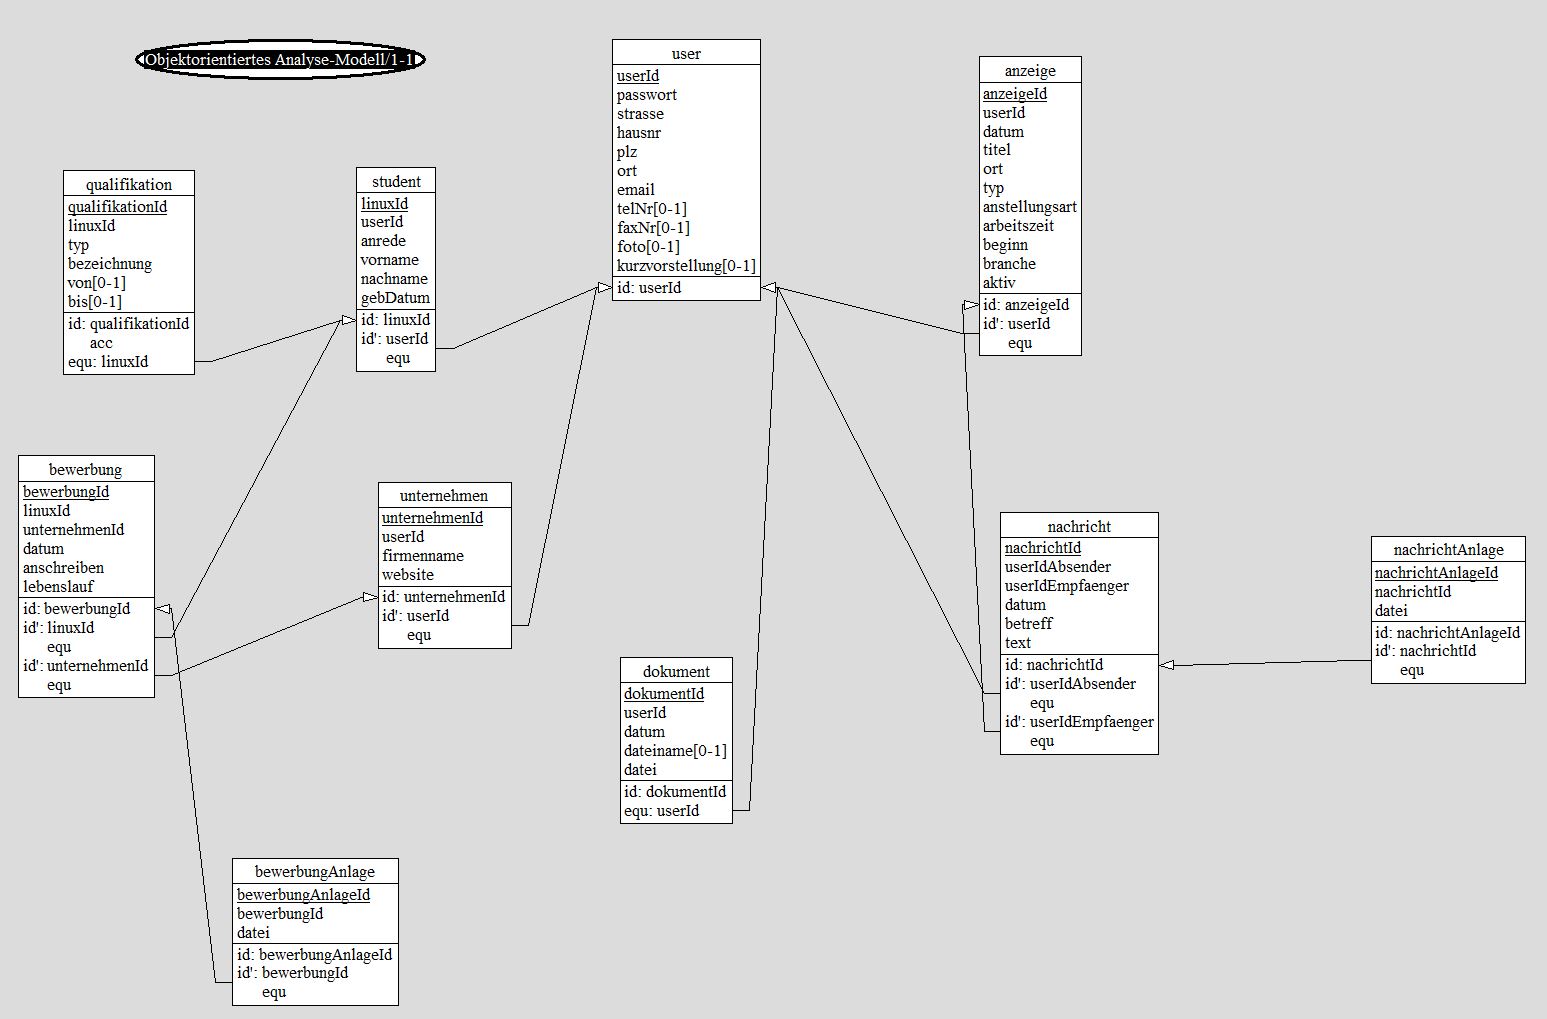 Objektorientiertes Analyse-Modell/1-1
user
userId
passwort
strasse
hausnr
plz
ort
email
telNr[0-1]
faxNr[0-1]
foto[0-1]
kurzvorstellung[0-1]
id: userId
anzeige
anzeigeId
userId
datum
titel
ort
typ
anstellungsart
arbeitszeit
beginn
branche
aktiv
id: anzeigeId
id': userId
equ
qualifikation
qualifikationId
linuxId
typ
bezeichnung
von[0-1]
bis[0-1]
id: qualifikationId
acc
equ: linuxId
student
linuxId
userId
anrede
vorname
nachname
gebDatum
id: linuxId
id': userId
equ
bewerbung
bewerbungId
linuxId
unternehmenId
datum
anschreiben
lebenslauf
id: bewerbungId
id': linuxId
equ
id': unternehmenId
equ
unternehmen
unternehmenId
userId
firmenname
website
id: unternehmenId
id': userId
equ
dokument
dokumentId
userId
datum
dateiname[0-1]
datei
id: dokumentId
equ: userId
nachricht
nachrichtId
userIdAbsender
userIdEmpfaenger
datum
betreff
text
id: nachrichtId
id': userIdAbsender
equ
id': userIdEmpfaenger
equ
nachrichtAnlage
nachrichtAnlageId
nachrichtId
datei
id: nachrichtAnlageId
id': nachrichtId
equ
bewerbungAnlage
bewerbungAnlageId
bewerbungId
datei
id: bewerbungAnlageId
id': bewerbungId
equ